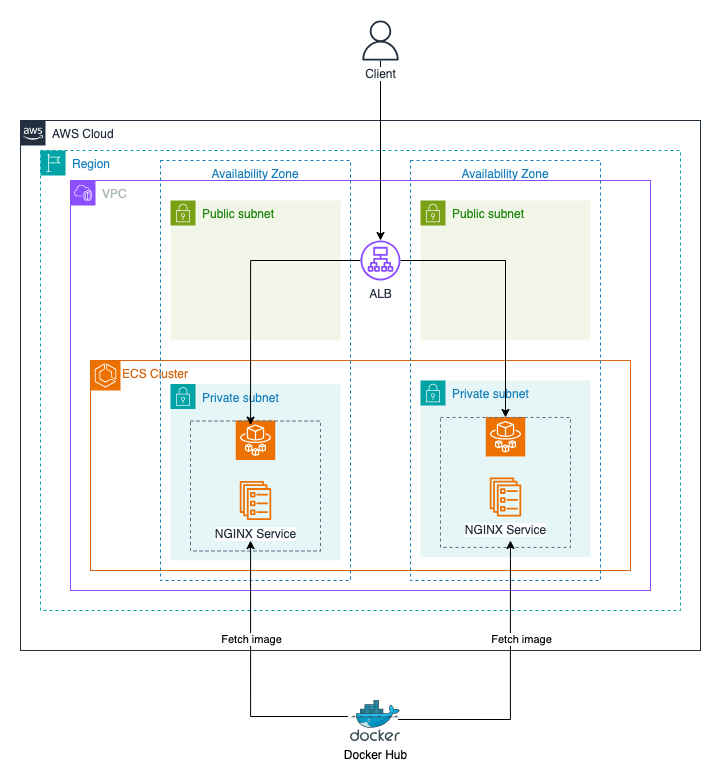 Client
aws
AWS Cloud
Region
Availability Zone
Availability Zone
VPC
Public subnet
Public subnet
ALB
ECS Cluster
Private subnet
Private subnet
NGINX Service
NGINX Service
Fetch image
Fetch image
docker
Docker Hub